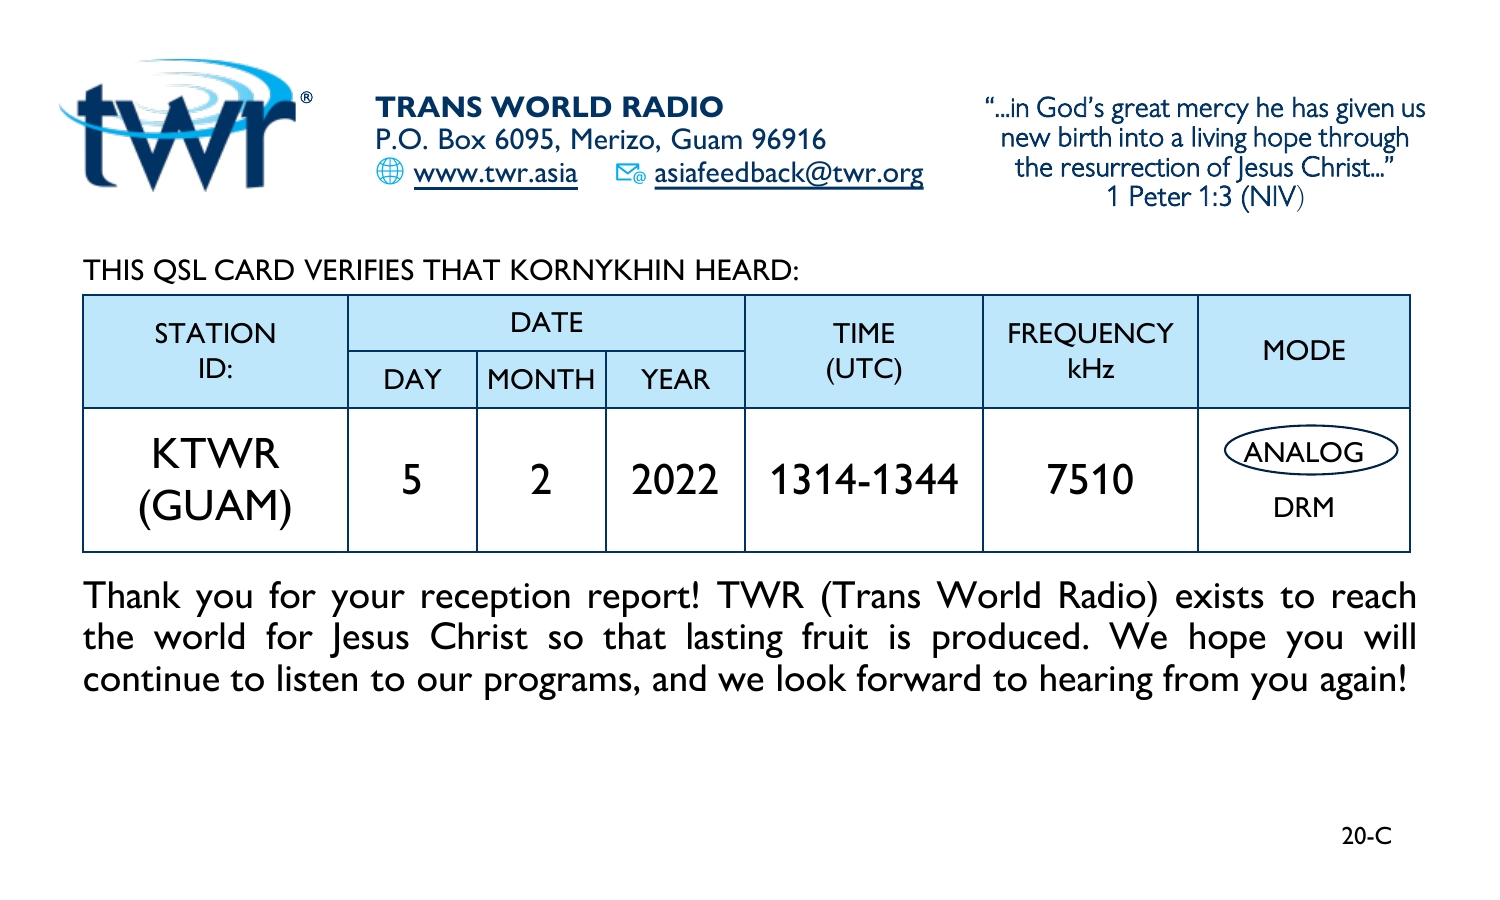 twr®
TRANS WORLD RADIO
P.O. Box 6095, Merizo, Guam 96916
www.twr.asia asiafeedback@twr.org
“...in God’s great mercy he has given us
new birth into a living hope through
the resurrection of Jesus Christ...”
1 Peter 1:3 (NIV)
THIS QSL CARD VERIFIES THAT KORNYKHIN HEARD:
STATION
ID:
DATE
DAY MONTH YEAR
TIME
(UTC)
FREQUENCY
kHz
MODE
KTWR
(GUAM)
5 2 2022 1314-1344 7510
ANALOG
DRM
Thank you for your reception report! TWR (Trans World Radio) exists to reach
the world for Jesus Christ so that lasting fruit is produced. We hope you will
continue to listen to our programs, and we look forward to hearing from you again!
20-C